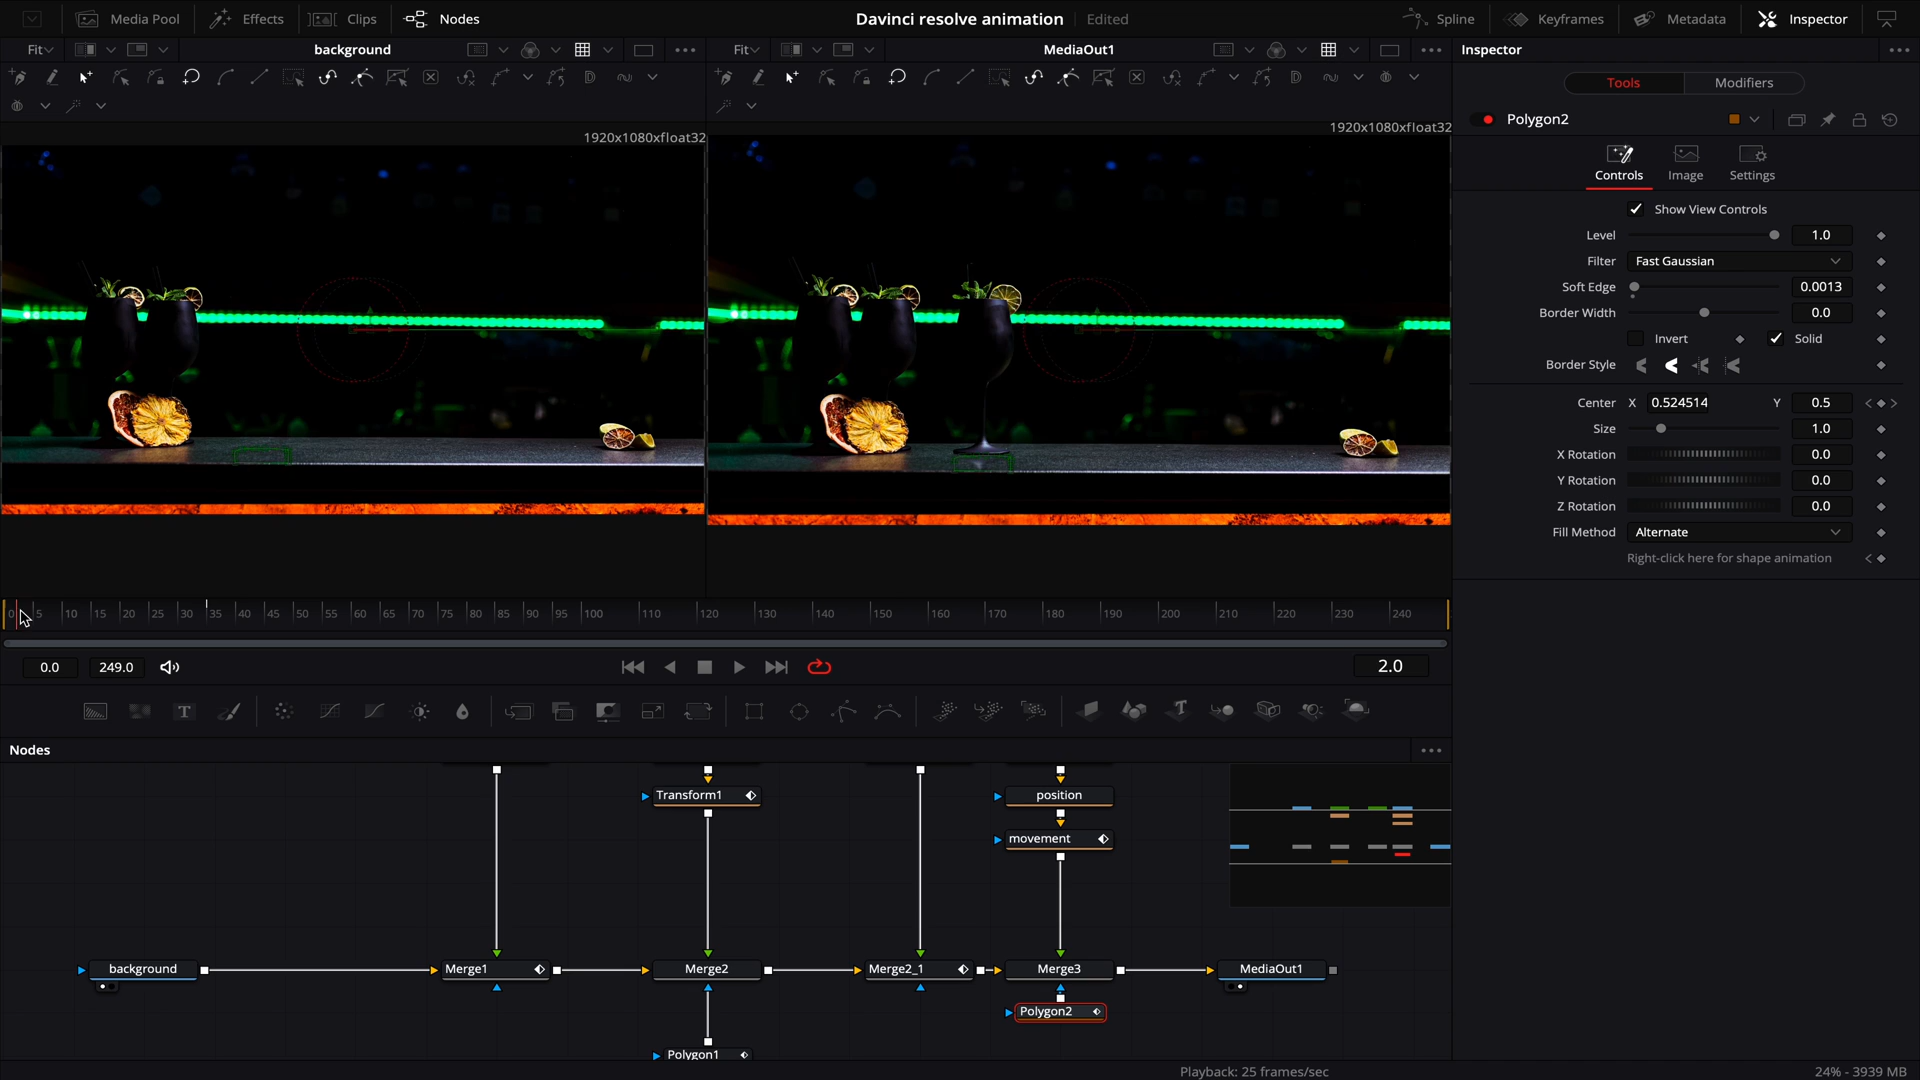 Media Pool Effects Clips Nodes Davinci resolve animation Edited Spline Keyframes Metadata Inspector
Fit background Fit MediaOut1 Inspector
Tools Modifiers
Polygon2
1920x1080xfloat32 1920x1080xfloat32
Controls Image Settings
Show View Controls
Level 1.0
Filter Fast Gaussian
Soft Edge 0.0013
Border Width 0.0
Invert Solid
Border Style
Center X 0.524514 Y 0.5
Size 1.0
X Rotation 0.0
Y Rotation 0.0
Z Rotation 0.0
Fill Method Alternate
Right-click here for shape animation
0 5 10 15 20 25 30 35 40 45 50 55 60 65 70 75 80 85 90 95 100 110 120 130 140 150 160 170 180 190 200 210 220 230 240
0.0 249.0 2.0
Nodes
Transform1 position
movement
background Merge1 Merge2 Merge2_1 Merge3 MediaOut1
Polygon2
Polygon1
Playback: 25 frames/sec 24% - 3939 MB